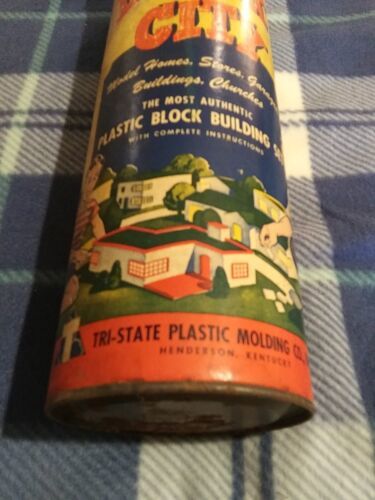 CITY
Model Homes, Stores, Garages
Buildings, Churches
THE MOST AUTHENTIC
PLASTIC BLOCK BUILDING SET
WITH COMPLETE INSTRUCTIONS
TRI-STATE PLASTIC MOLDING CO.
HENDERSON, KENTUCKY